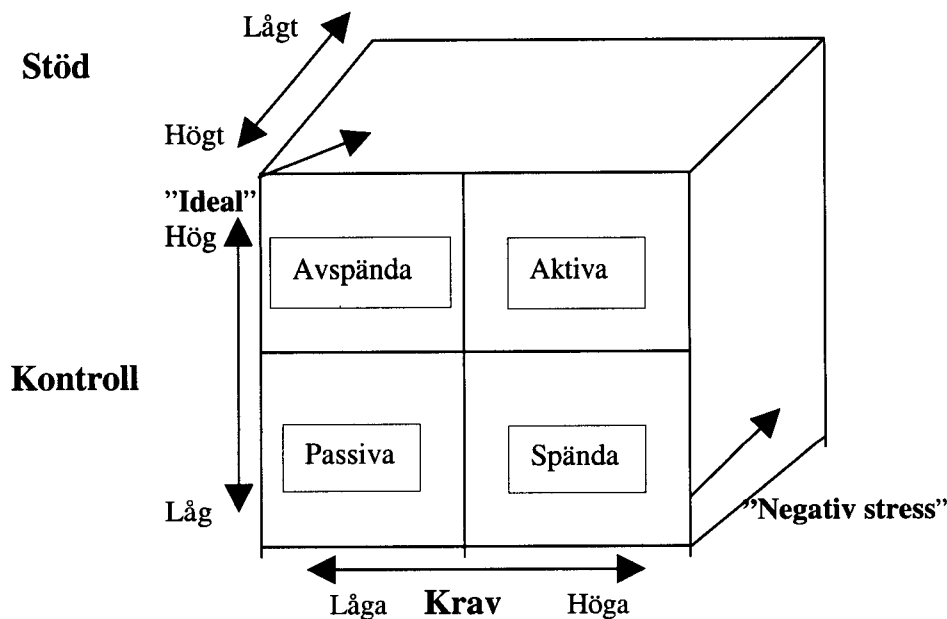 Lågt
Stöd
Högt
”Ideal”
Hög
Avspända
Aktiva
Kontroll
Passiva
Spända
Låg
”Negativ stress”
Låga
Krav
Höga